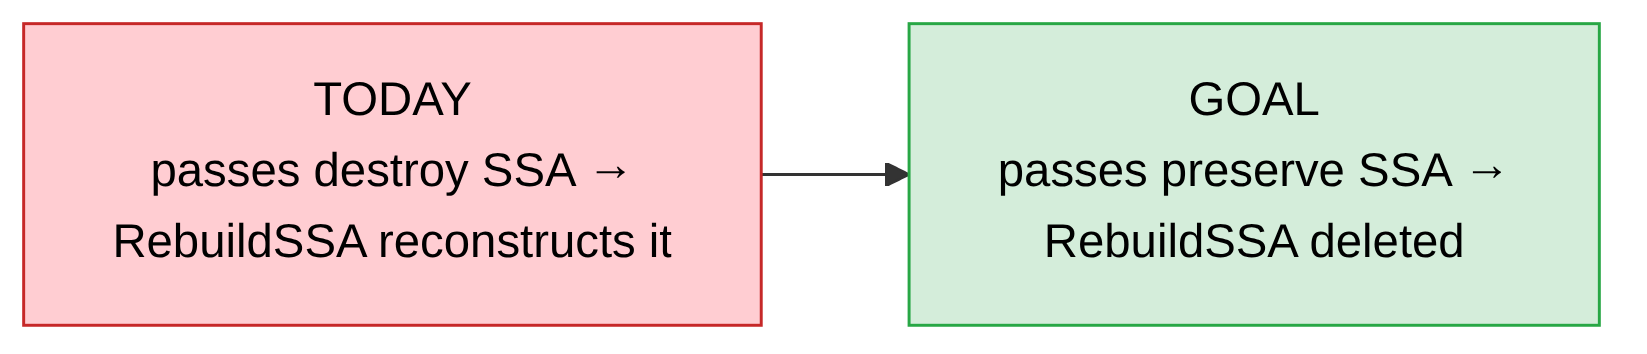 TODAY
passes destroy SSA →
RebuildSSA reconstructs it
GOAL
passes preserve SSA →
RebuildSSA deleted